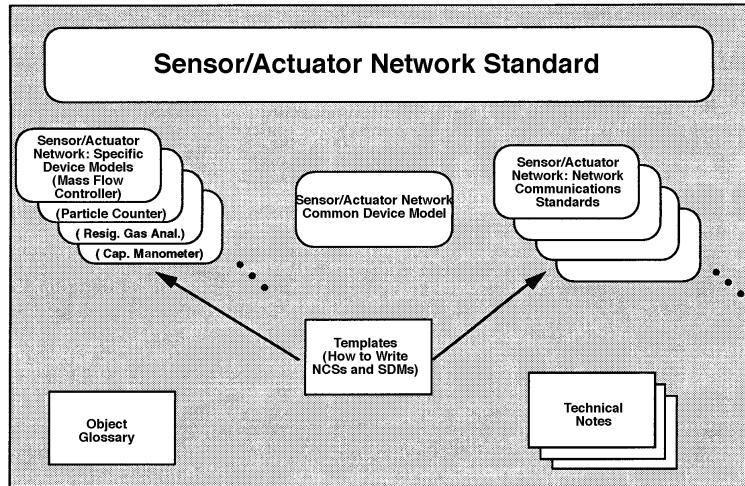 Sensor/Actuator Network Standard
Sensor/Actuator
Network: Specific
Device Models
(Mass Flow
Controller)
(Particle Counter)
( Resig. Gas Anal.)
( Cap. Manometer)
Sensor/Actuator Network
Common Device Model
Sensor/Actuator
Network: Network
Communications
Standards
Templates
(How to Write
NCSs and SDMs)
Object
Glossary
Technical
Notes